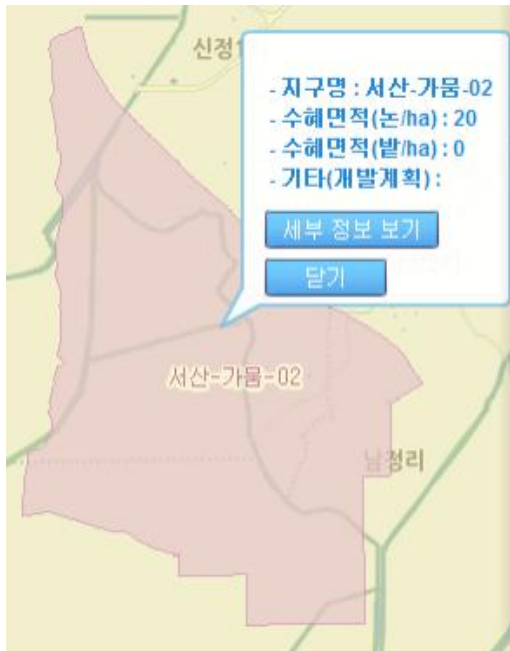 신정
- 지구명 : 서산-가뭄-02
- 수혜면적(논/ha) : 20
- 수혜면적(밭/ha) : 0
- 기타(개발계획) :
세부 정보 보기
닫기
서산-가뭄-02
남정리